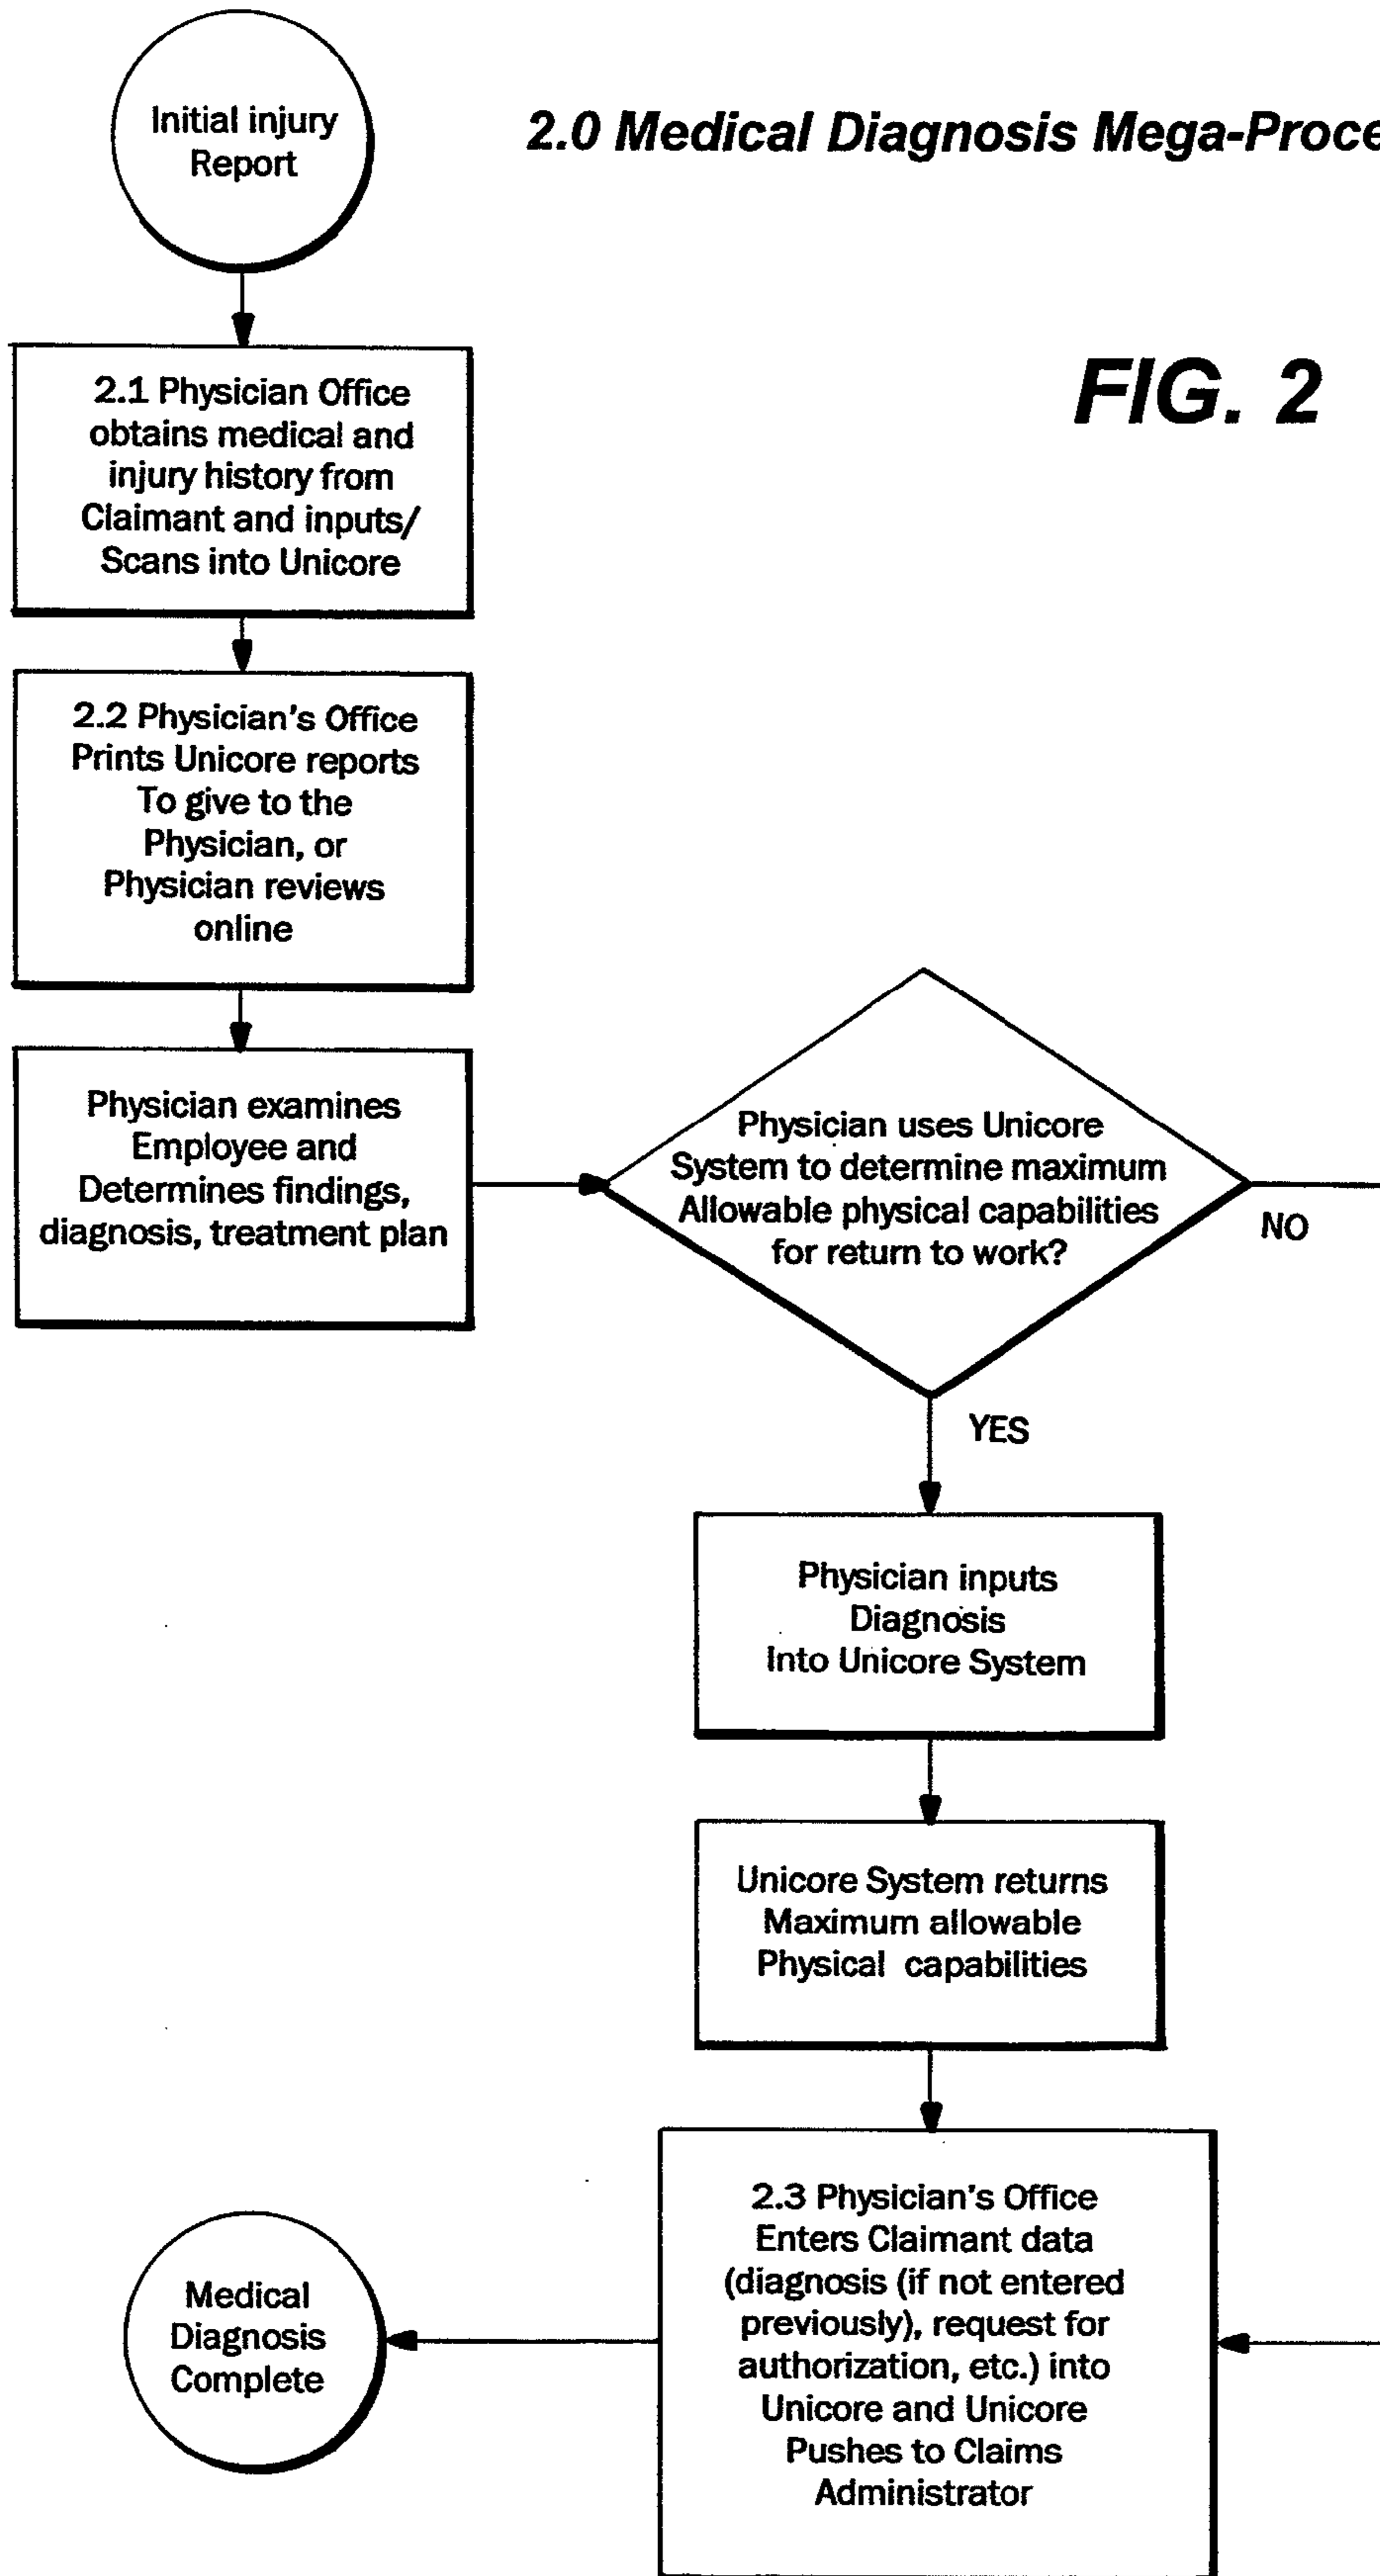 Initial injury
Report
2.0 Medical Diagnosis Mega-Proce
FIG. 2
2.1 Physician Office
obtains medical and
injury history from
Claimant and inputs/
Scans into Unicore
2.2 Physician's Office
Prints Unicore reports
To give to the
Physician, or
Physician reviews
online
Physician examines
Employee and
Determines findings,
diagnosis, treatment plan
Physician uses Unicore
System to determine maximum
Allowable physical capabilities
for return to work?
NO
YES
Physician inputs
Diagnosis
Into Unicore System
Unicore System returns
Maximum allowable
Physical capabilities
2.3 Physician's Office
Enters Claimant data
(diagnosis (if not entered
previously), request for
authorization, etc.) into
Unicore and Unicore
Pushes to Claims
Administrator
Medical
Diagnosis
Complete